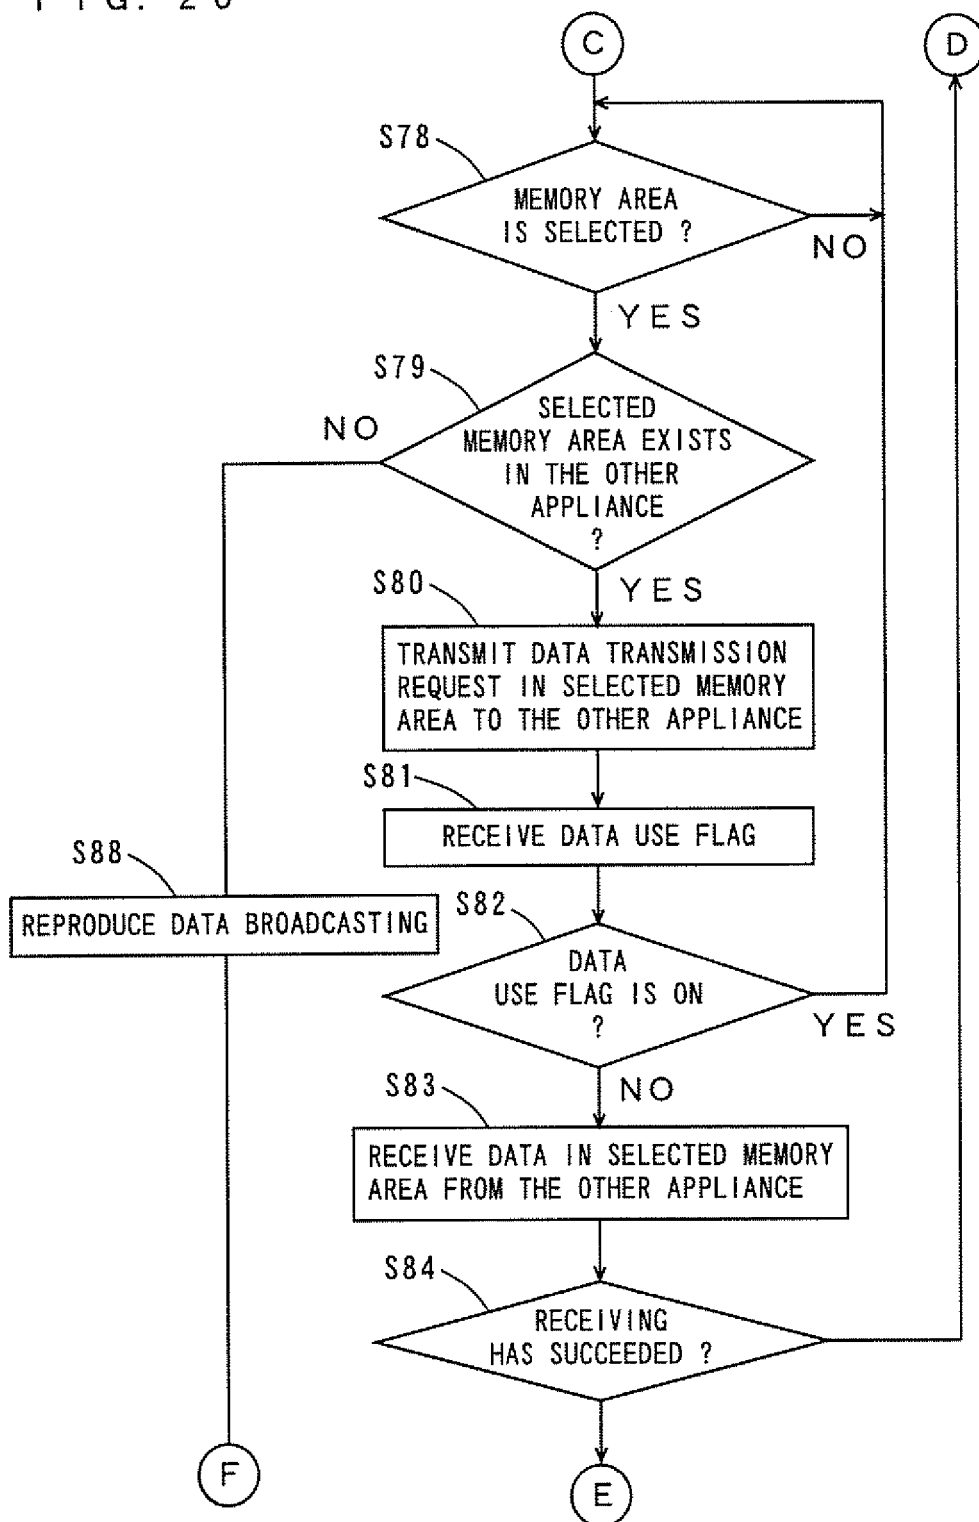 FIG. 20
C
D
S78
MEMORY AREA
IS SELECTED ?
NO
YES
S79
SELECTED
MEMORY AREA EXISTS
IN THE OTHER
APPLIANCE
?
NO
YES
S80
TRANSMIT DATA TRANSMISSION
REQUEST IN SELECTED MEMORY
AREA TO THE OTHER APPLIANCE
S81
RECEIVE DATA USE FLAG
S88
REPRODUCE DATA BROADCASTING
S82
DATA
USE FLAG IS ON
?
YES
NO
S83
RECEIVE DATA IN SELECTED MEMORY
AREA FROM THE OTHER APPLIANCE
S84
RECEIVING
HAS SUCCEEDED ?
F
E